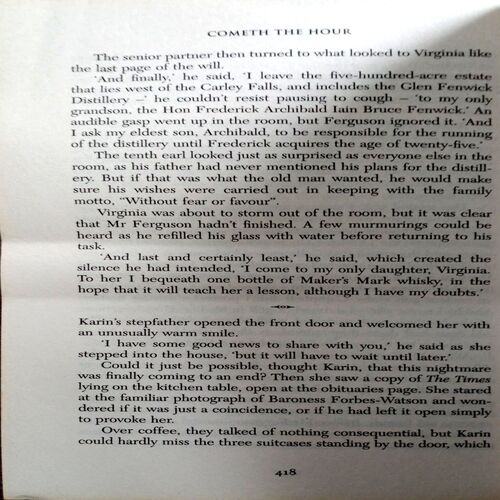 COMETH THE HOUR
The senior partner then turned to what looked to Virginia like
the last page of the will.
'And finally,' he said, 'I leave the five-hundred-acre estate
that lies west of the Carley Falls, and includes the Glen Fenwick
Distillery –' he couldn't resist pausing to cough – 'to my only
grandson, the Hon Frederick Archibald Iain Bruce Fenwick.' An
audible gasp went up in the room, but Ferguson ignored it. 'And
I ask my eldest son, Archibald, to be responsible for the running
of the distillery until Frederick acquires the age of twenty-five.'
The tenth earl looked just as surprised as everyone else in the
room, as his father had never mentioned his plans for the distill-
ery. But if that was what the old man wanted, he would make
sure his wishes were carried out in keeping with the family
motto, "Without fear or favour".
Virginia was about to storm out of the room, but it was clear
that Mr Ferguson hadn't finished. A few murmurings could be
heard as he refilled his glass with water before returning to his
task.
'And last and certainly least,' he said, which created the
silence he had intended, 'I come to my only daughter, Virginia.
To her I bequeath one bottle of Maker's Mark whisky, in the
hope that it will teach her a lesson, although I have my doubts.'
Karin's stepfather opened the front door and welcomed her with
an unusually warm smile.
'I have some good news to share with you,' he said as she
stepped into the house, 'but it will have to wait until later.'
Could it just be possible, thought Karin, that this nightmare
was finally coming to an end? Then she saw a copy of The Times
lying on the kitchen table, open at the obituaries page. She stared
at the familiar photograph of Baroness Forbes-Watson and won-
dered if it was just a coincidence, or if he had left it open simply
to provoke her.
Over coffee, they talked of nothing consequential, but Karin
could hardly miss the three suitcases standing by the door, which
418